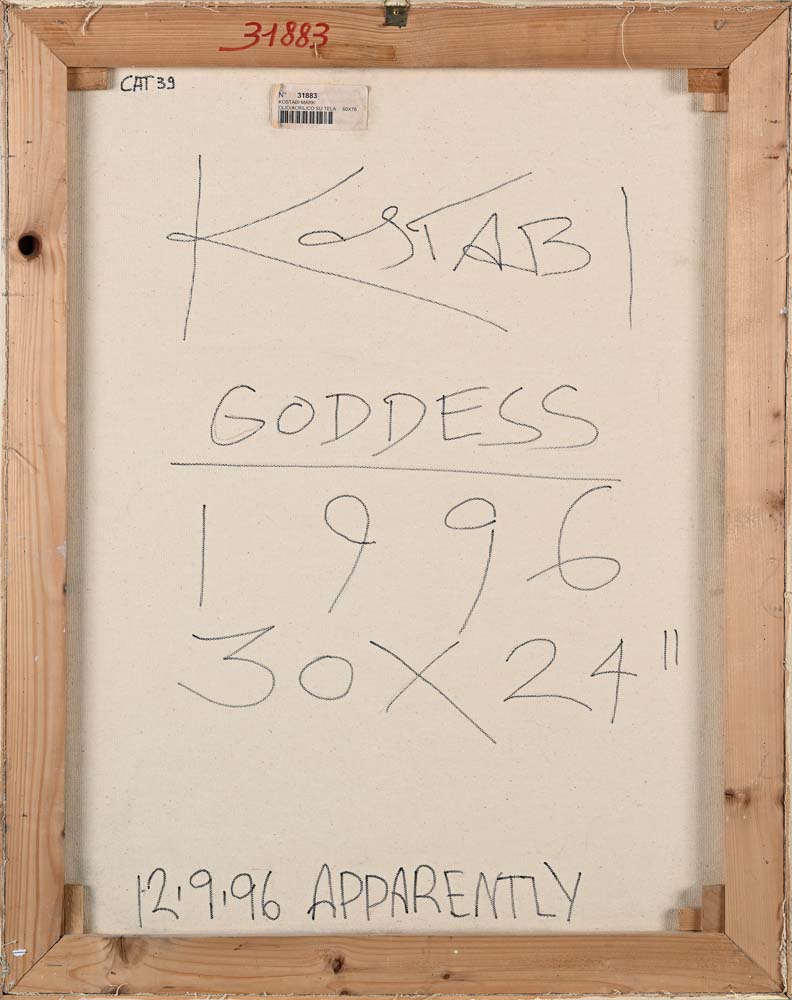 31883
CAT 39
N° 31883
KOSTABI MARK
OLIO/ACRILICO SU TELA 60X76
KOSTABI
GODDESS
1996
30X24"
12.9.96 APPARENTLY